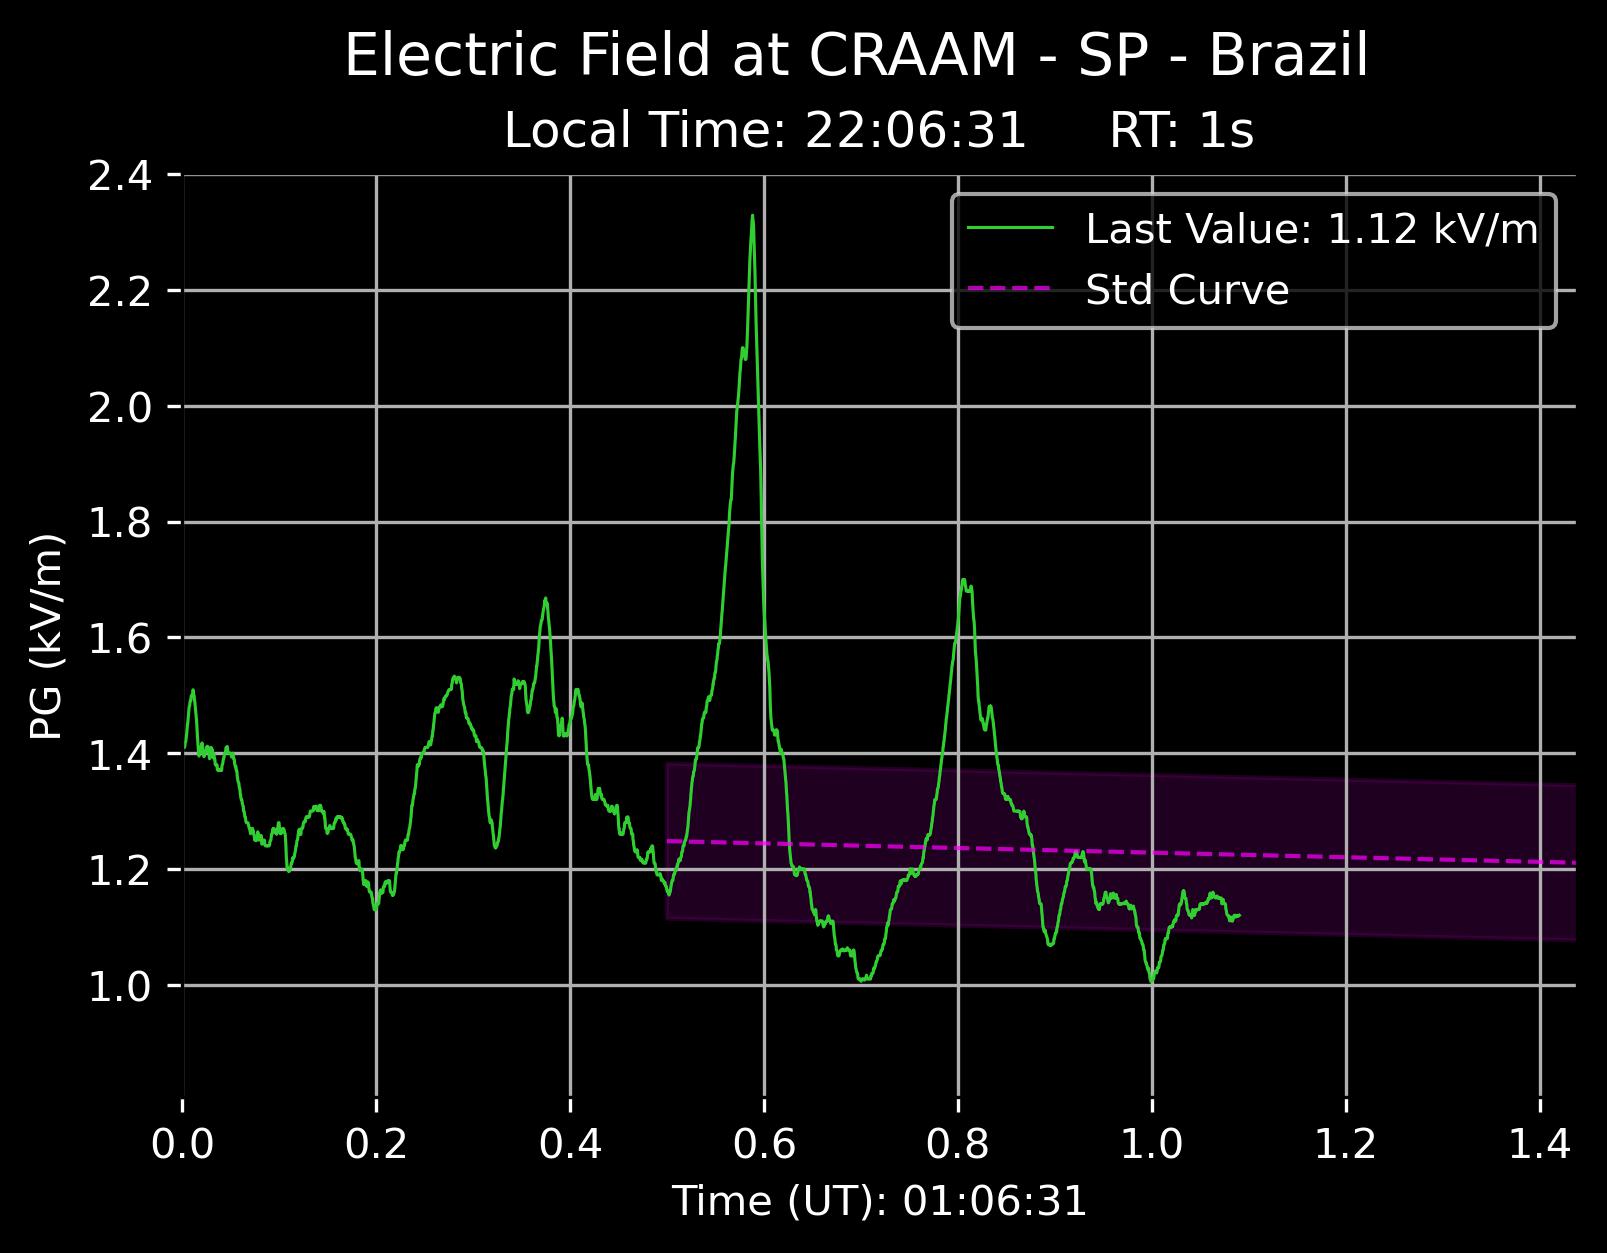 Electric Field at CRAAM - SP - Brazil
Local Time: 22:06:31 RT: 1s
2.4
2.2
2.0
1.8
1.6
1.4
1.2
1.0
PG (kV/m)
Last Value: 1.12 kV/m
Std Curve
0.0 0.2 0.4 0.6 0.8 1.0 1.2 1.4
Time (UT): 01:06:31